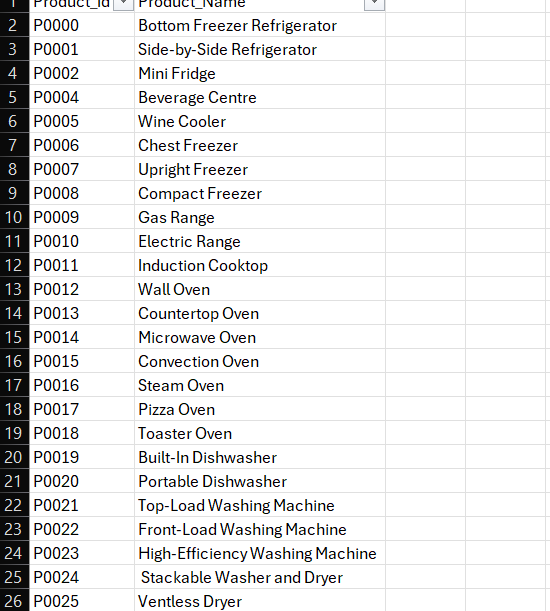 1 Product_Id Product_Name
2 P0000 Bottom Freezer Refrigerator
3 P0001 Side-by-Side Refrigerator
4 P0002 Mini Fridge
5 P0004 Beverage Centre
6 P0005 Wine Cooler
7 P0006 Chest Freezer
8 P0007 Upright Freezer
9 P0008 Compact Freezer
10 P0009 Gas Range
11 P0010 Electric Range
12 P0011 Induction Cooktop
13 P0012 Wall Oven
14 P0013 Countertop Oven
15 P0014 Microwave Oven
16 P0015 Convection Oven
17 P0016 Steam Oven
18 P0017 Pizza Oven
19 P0018 Toaster Oven
20 P0019 Built-In Dishwasher
21 P0020 Portable Dishwasher
22 P0021 Top-Load Washing Machine
23 P0022 Front-Load Washing Machine
24 P0023 High-Efficiency Washing Machine
25 P0024 Stackable Washer and Dryer
26 P0025 Ventless Dryer